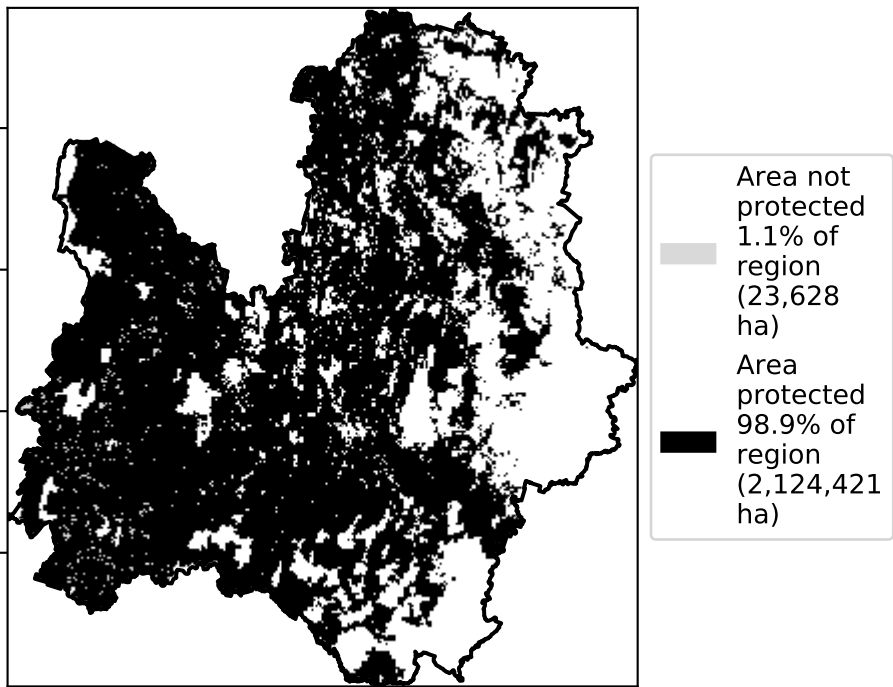 Area not
protected
1.1% of
region
(23,628
ha)
Area
protected
98.9% of
region
(2,124,421
ha)